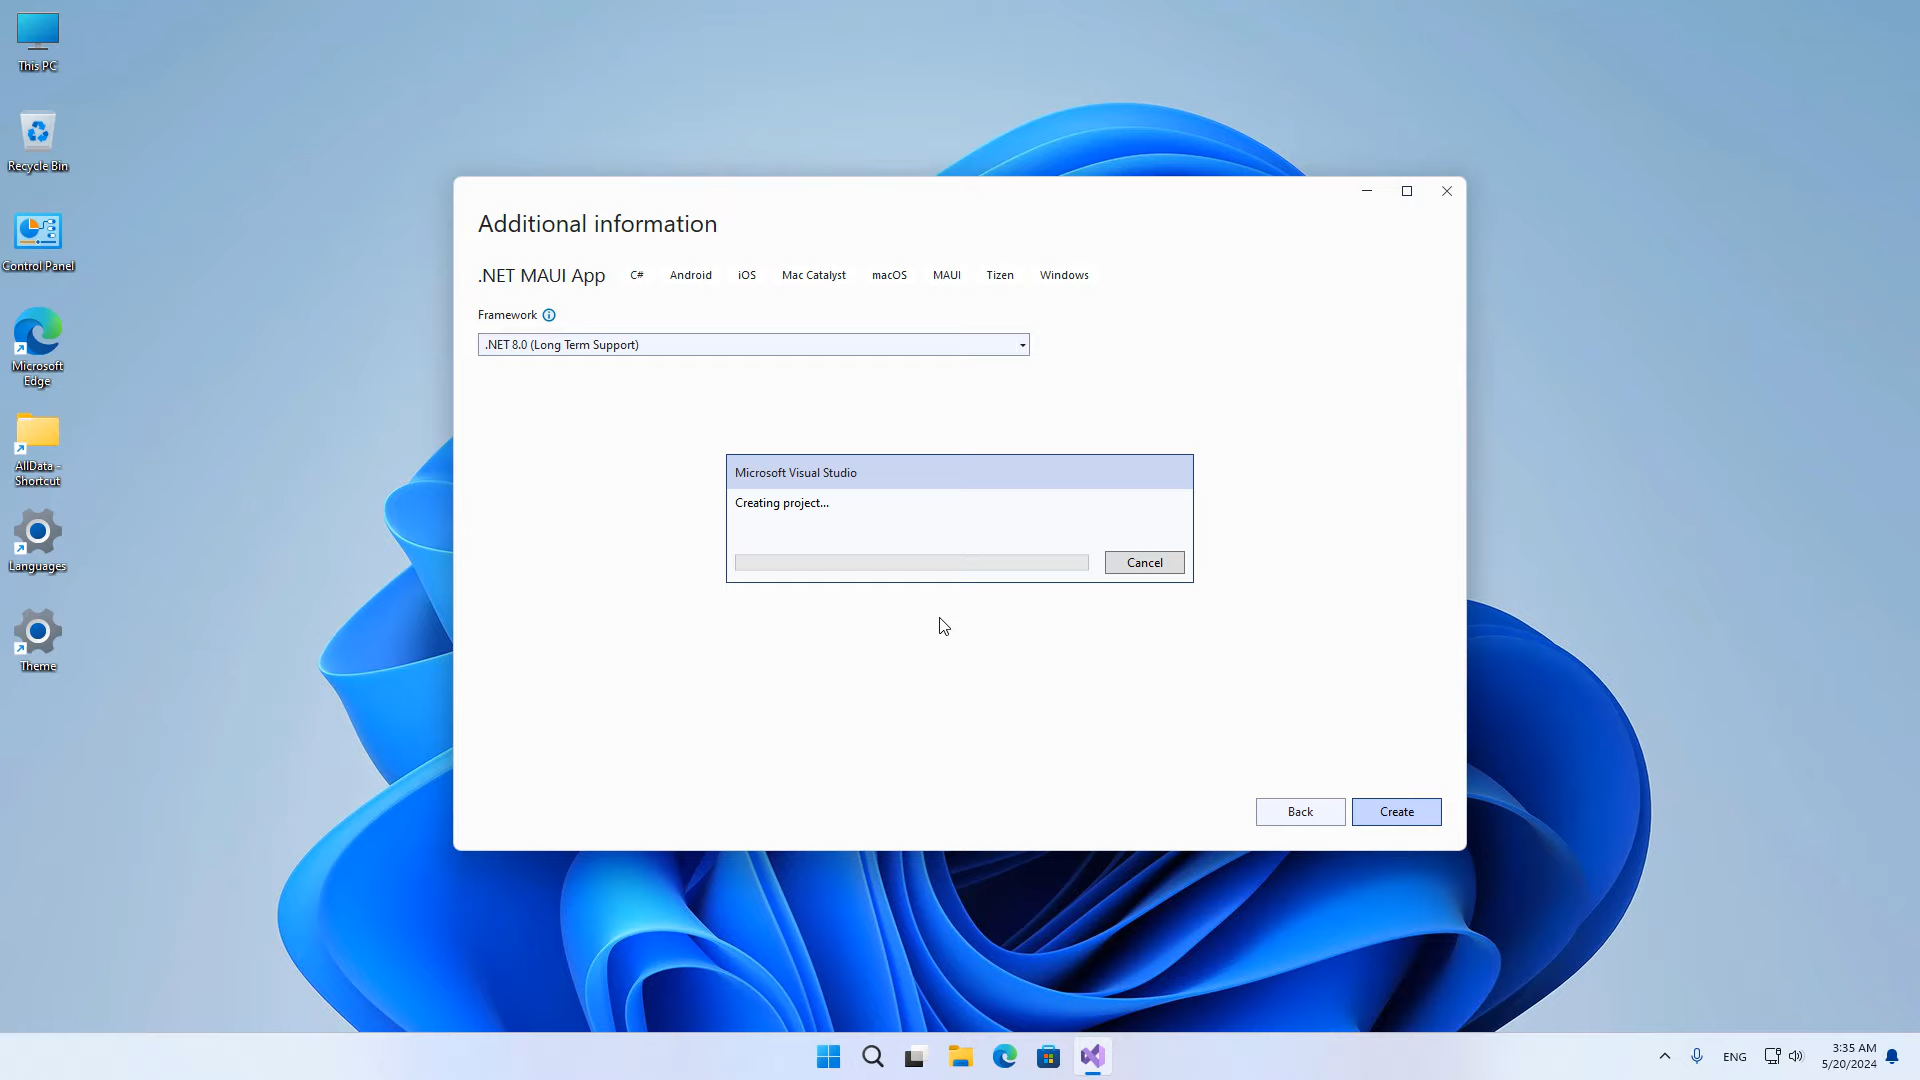 This PC
Recycle Bin
Control Panel
Microsoft
Edge
AllData -
Shortcut
Languages
Theme
Additional information
.NET MAUI App C# Android iOS Mac Catalyst macOS MAUI Tizen Windows
Framework
.NET 8.0 (Long Term Support)
Microsoft Visual Studio
Creating project...
Cancel
Back Create
ENG
3:35 AM
5/20/2024